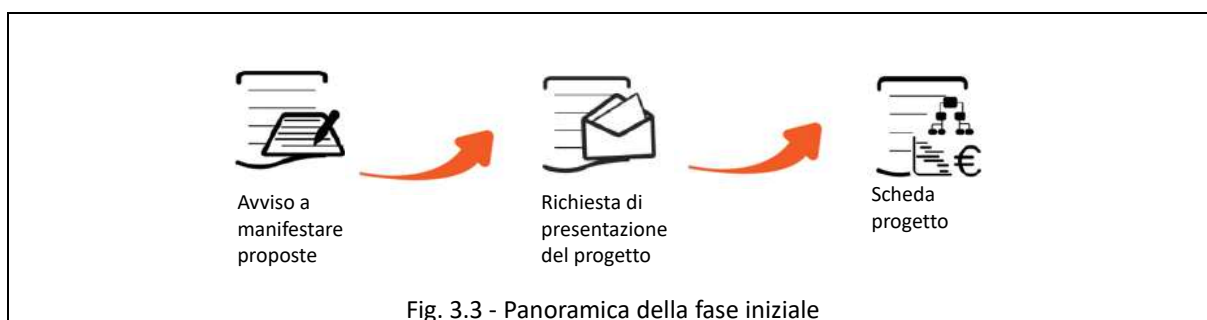 Avviso a
manifestare
proposte
Richiesta di
presentazione
del progetto
€
Scheda
progetto
Fig. 3.3 - Panoramica della fase iniziale